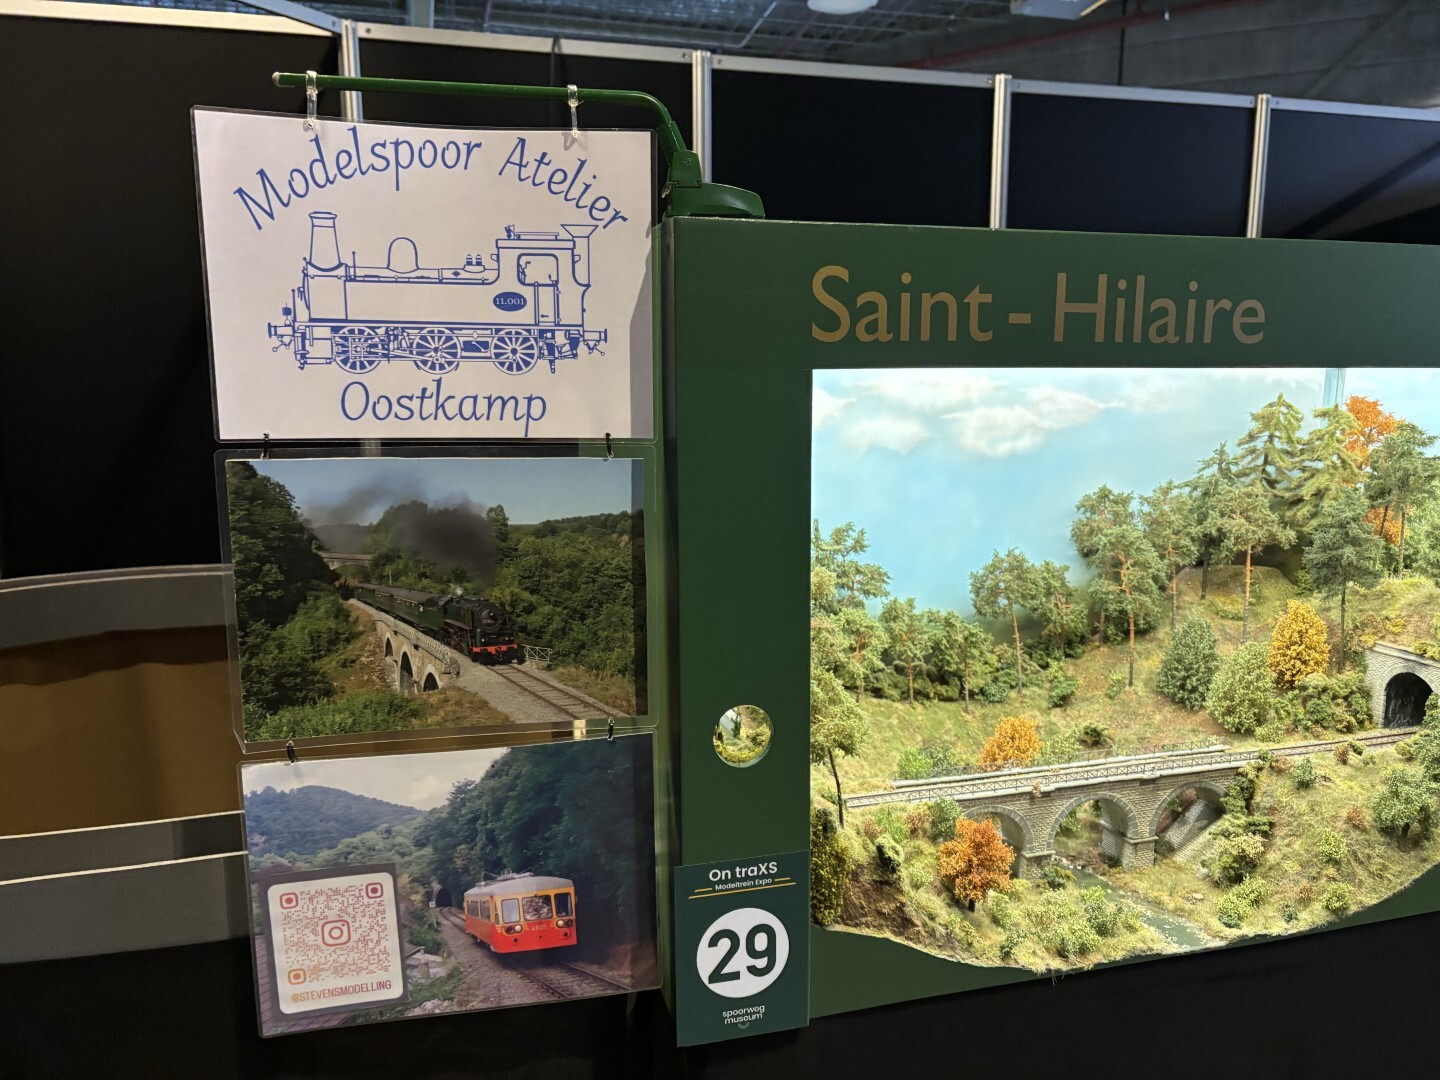 Modelspoor Atelier
11.001
Oostkamp
Saint - Hilaire
@STEVENSMODELLING
On traXS
Modeltrein Expo
29
spoorweg
museum